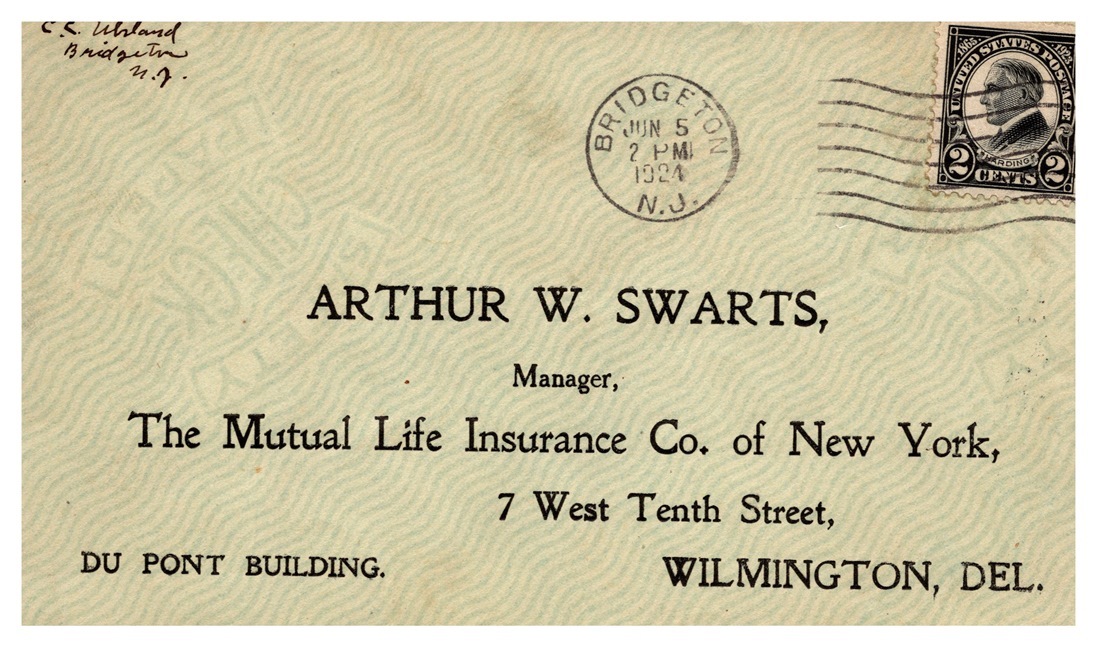 C. C. Uhland
Bridgeton
N.J.
BRIDGETON
JUN 5
2 PM
1924
N.J.
1865 UNITED STATES POSTAGE 1923
HARDING
2 CENTS 2
ARTHUR W. SWARTS,
Manager,
The Mutual Life Insurance Co. of New York,
7 West Tenth Street,
DU PONT BUILDING. WILMINGTON, DEL.